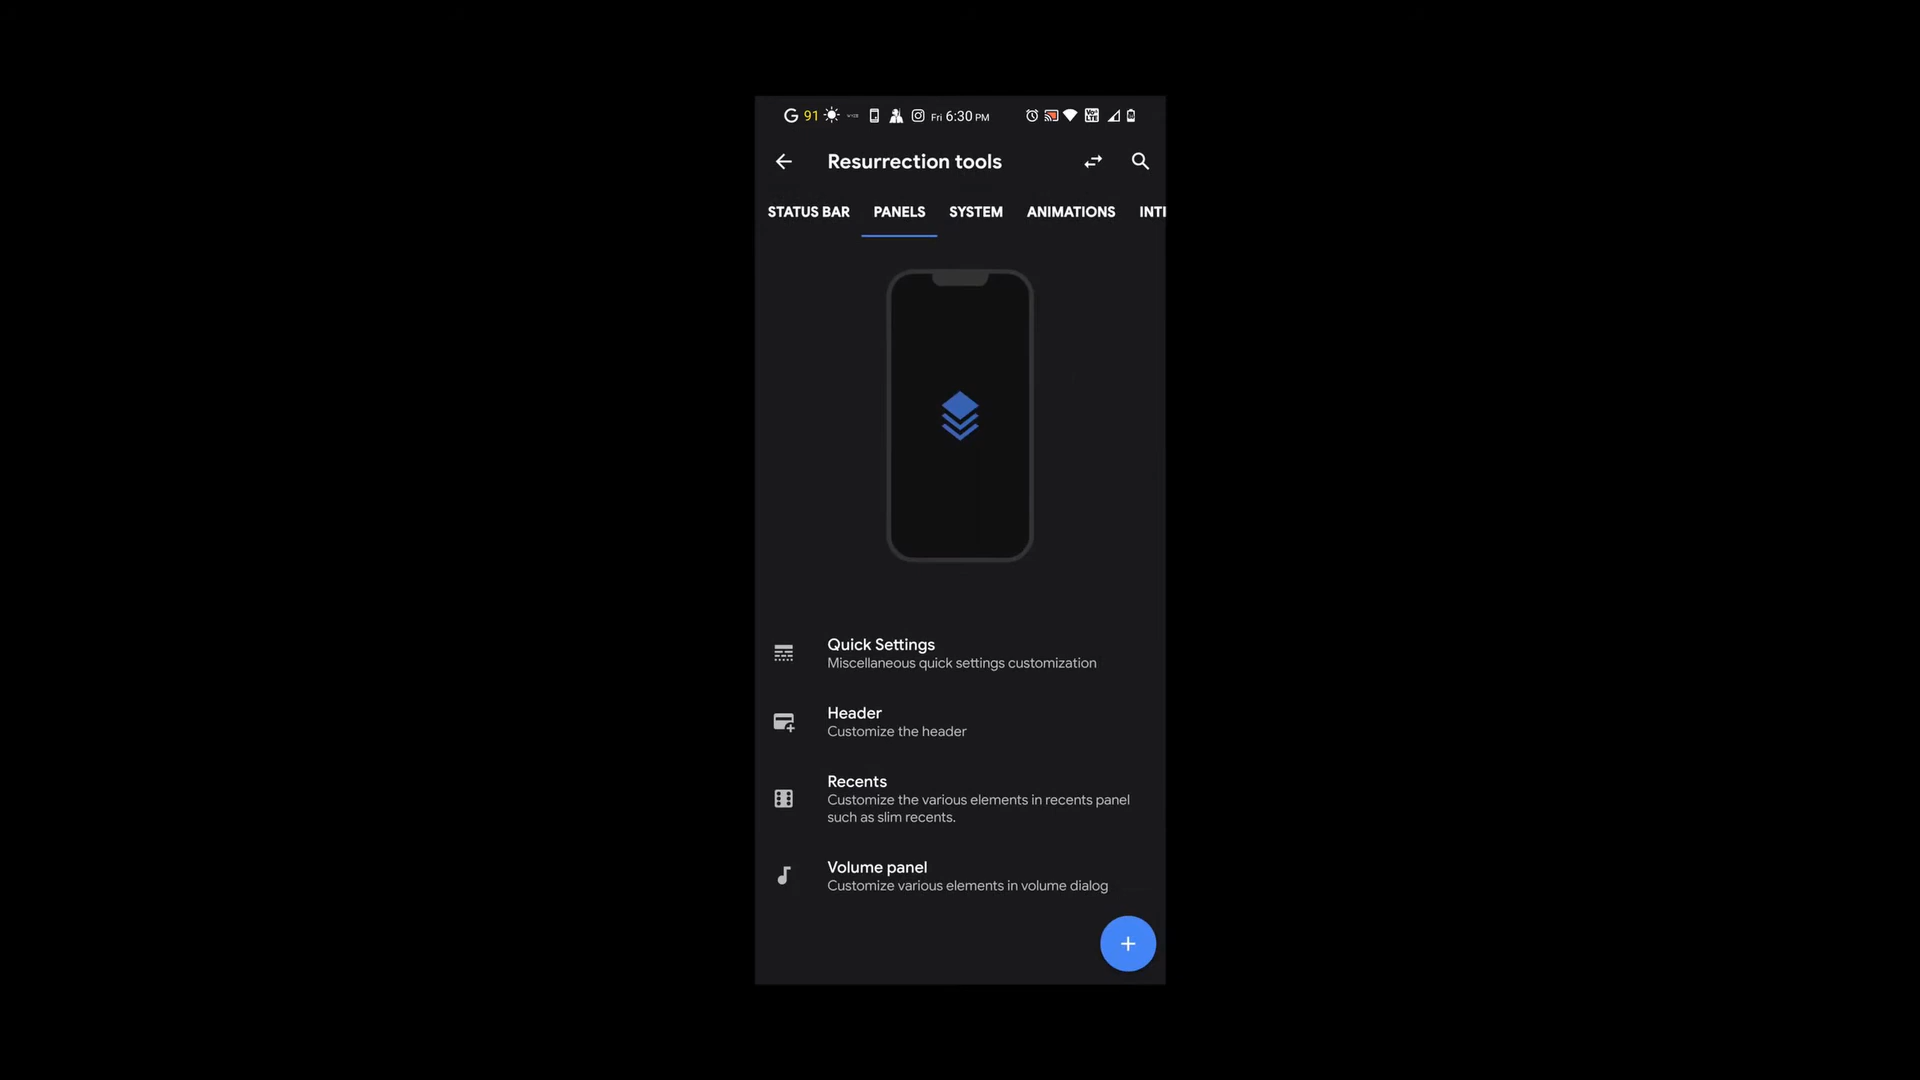 G 91 Fri 6:30 PM
Resurrection tools
STATUS BAR PANELS SYSTEM ANIMATIONS INTI
Quick Settings
Miscellaneous quick settings customization
Header
Customize the header
Recents
Customize the various elements in recents panel
such as slim recents.
Volume panel
Customize various elements in volume dialog